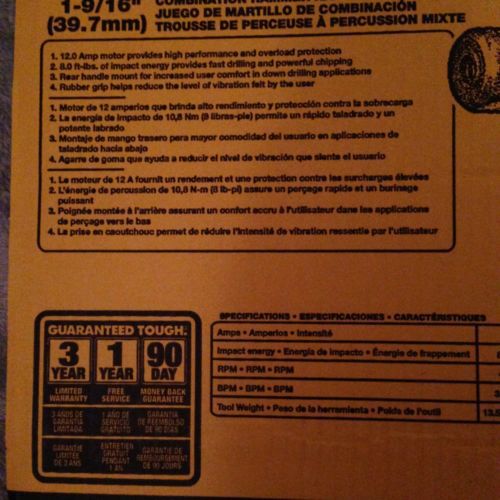 1-9/16"
(39.7mm)
COMBINATION HAMMER
JUEGO DE MARTILLO DE COMBINACIÓN
TROUSSE DE PERCEUSE À PERCUSSION MIXTE
1. 12.0 Amp motor provides high performance and overload protection
2. 8.0 ft-lbs. of impact energy provides fast drilling and powerful chipping
3. Rear handle mount for increased user comfort in down drilling applications
4. Rubber grip helps reduce the level of vibration felt by the user
1. Motor de 12 amperios que brinda alto rendimiento y protección contra la sobrecarga
2. La energía de impacto de 10,8 Nm (8 libras-pie) permite un rápido taladrado y un
potente labrado
3. Montaje de mango trasero para mayor comodidad del usuario en aplicaciones de
taladrado hacia abajo
4. Agarre de goma que ayuda a reducir el nivel de vibración que siente el usuario
1. Le moteur de 12 A fournit un rendement et une protection contre les surcharges élevées
2. L'énergie de percussion de 10,8 N-m (8 lb-pi) assure un perçage rapide et un burinage
puissant
3. Poignée montée à l'arrière assurant un confort accru à l'utilisateur dans les applications
de perçage vers le bas
4. La prise en caoutchouc permet de réduire l'intensité de vibration ressentie par l'utilisateur
GUARANTEED TOUGH.
3 YEAR
1 YEAR
90 DAY
LIMITED WARRANTY
FREE SERVICE
MONEY BACK GUARANTEE
3 AÑOS DE GARANTÍA LIMITADA
1 AÑO DE SERVICIO GRATUITO
GARANTÍA DE REEMBOLSO DE 90 DÍAS
GARANTIE LIMITÉE DE 3 ANS
ENTRETIEN GRATUIT PENDANT 1 AN
GARANTIE DE REMBOURSEMENT DE 90 JOURS
SPECIFICATIONS • ESPECIFICACIONES • CARACTÉRISTIQUES
Amps • Amperios • Intensité
Impact energy • Energía de impacto • Énergie de frappement
RPM • RPM • RPM
BPM • BPM • BPM
Tool Weight • Peso de la herramienta • Poids de l'outil
13.